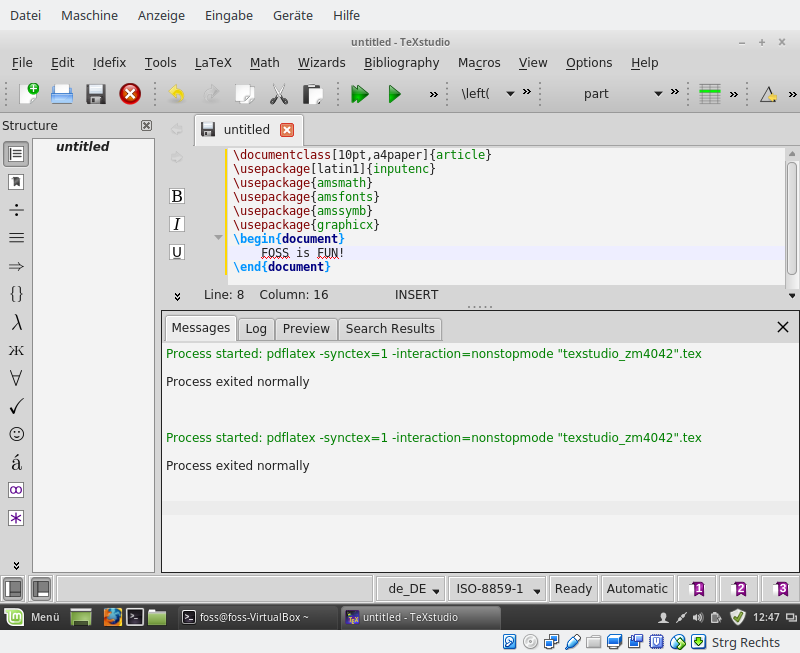 Datei Maschine Anzeige Eingabe Geräte Hilfe
untitled - TeXstudio
File Edit Idefix Tools LaTeX Math Wizards Bibliography Macros View Options Help
\left( part
Structure
untitled
untitled
\documentclass[10pt,a4paper]{article}
\usepackage[latin1]{inputenc}
\usepackage{amsmath}
\usepackage{amsfonts}
\usepackage{amssymb}
\usepackage{graphicx}
\begin{document}
FOSS is FUN!
\end{document}
B
I
U
Line: 8 Column: 16 INSERT
Messages Log Preview Search Results
Process started: pdflatex -synctex=1 -interaction=nonstopmode "texstudio_zm4042".tex
Process exited normally
Process started: pdflatex -synctex=1 -interaction=nonstopmode "texstudio_zm4042".tex
Process exited normally
de_DE ISO-8859-1 Ready Automatic 1 2 3
Menü foss@foss-VirtualBox ~ untitled - TeXstudio 12:47
Strg Rechts